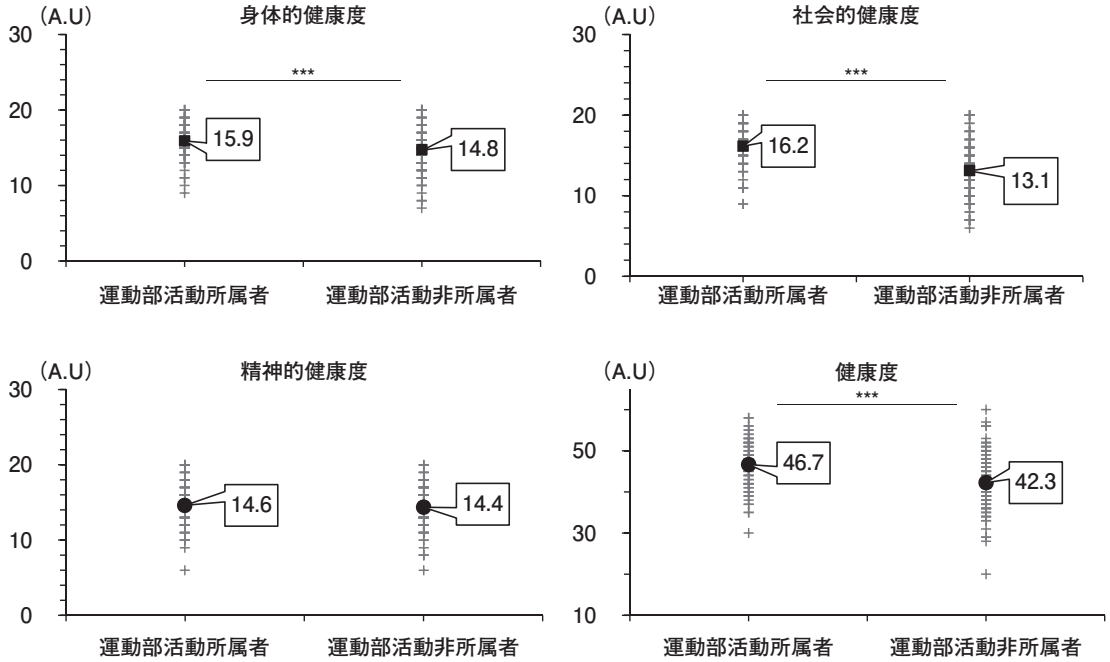 (A.U)
身体的健康度
30
***
20
15.9
14.8
10
0
運動部活動所属者
運動部活動非所属者
(A.U)
社会的健康度
30
***
20
16.2
13.1
10
0
運動部活動所属者
運動部活動非所属者
(A.U)
精神的健康度
30
20
14.6
14.4
10
0
運動部活動所属者
運動部活動非所属者
(A.U)
健康度
***
50
46.7
42.3
30
10
運動部活動所属者
運動部活動非所属者